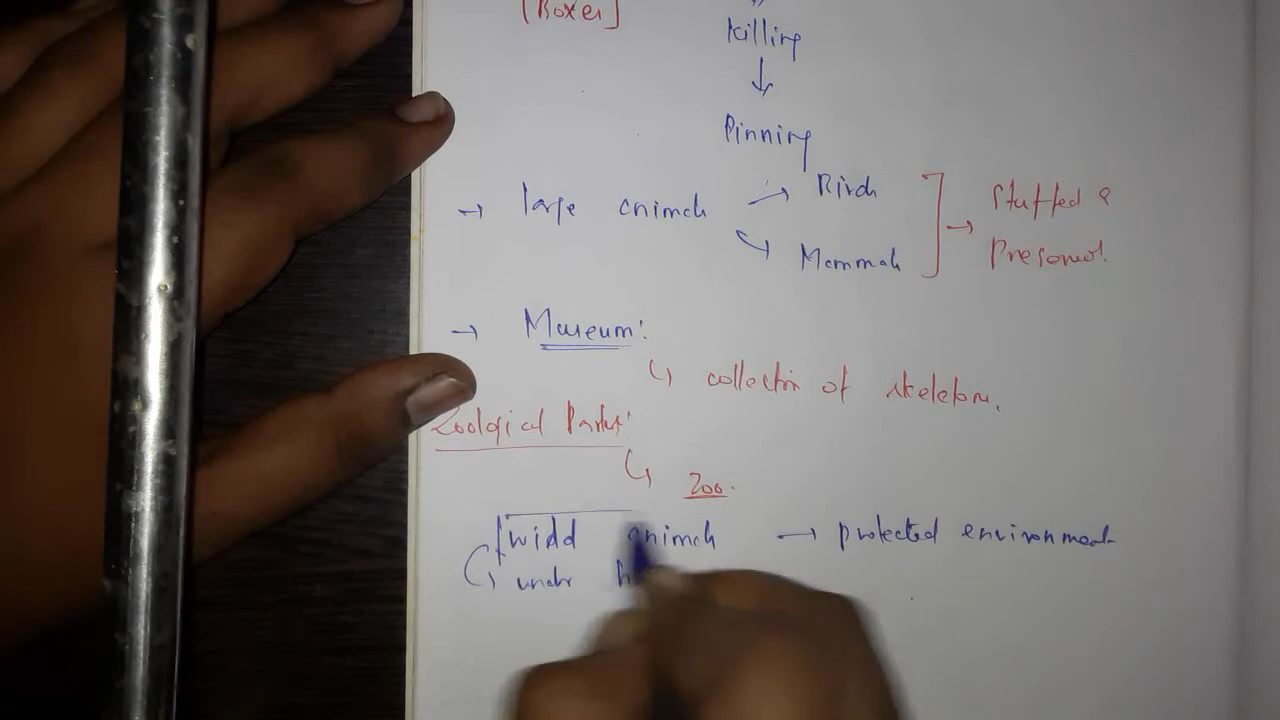 [Boxes]
Killing
↓
Pinning
→ large animals → Birds
↳ Mammals ] → Stuffed &
Preserved.
→ Museum:
↳ collection of skeleton.
Zoological Parks:
↳ Zoo.
widd animals → protected environment
↳ under